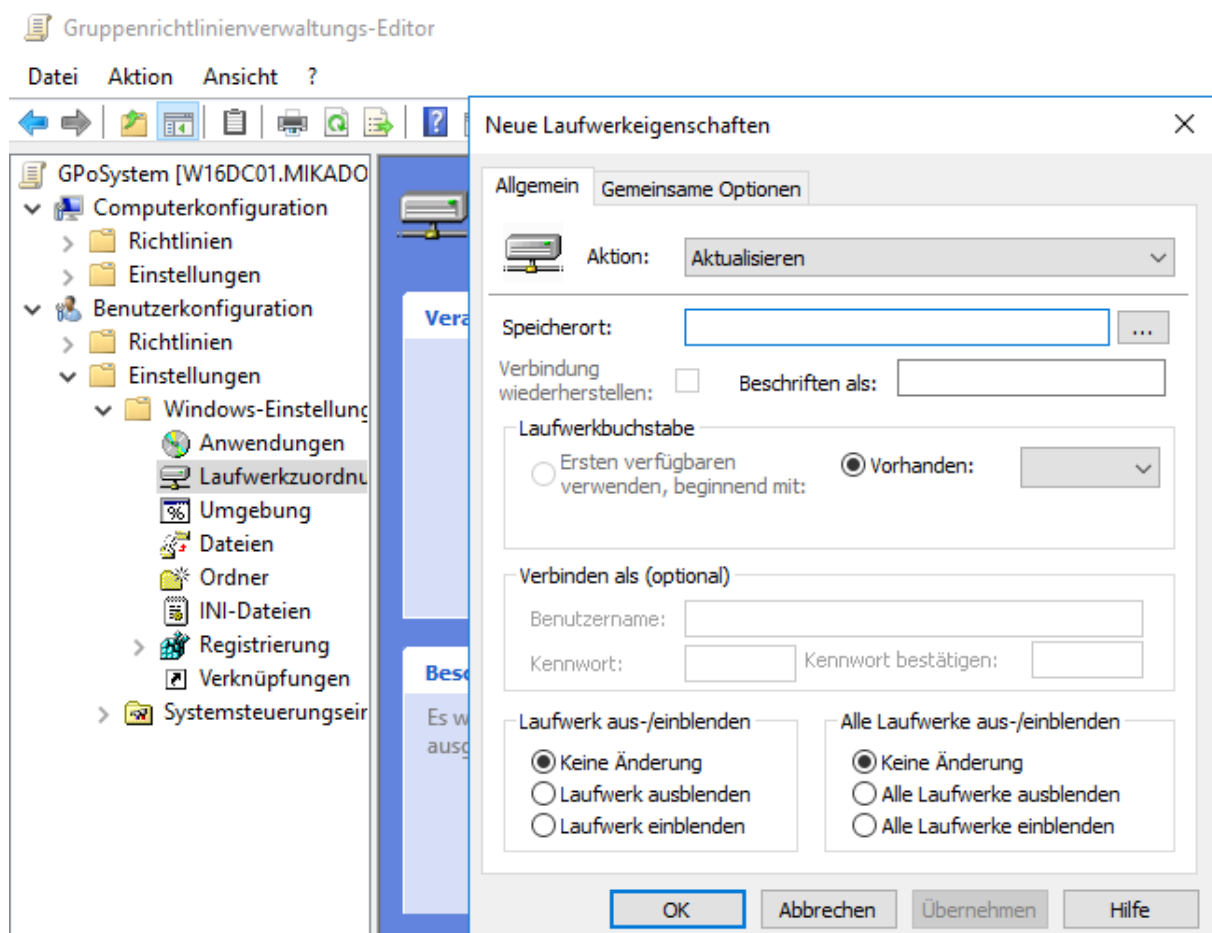 Gruppenrichtlinienverwaltungs-Editor
Datei Aktion Ansicht ?
GPoSystem [W16DC01.MIKADO
Computerkonfiguration
Richtlinien
Einstellungen
Benutzerkonfiguration
Richtlinien
Einstellungen
Windows-Einstellung
Anwendungen
Laufwerkzuordnu
Umgebung
Dateien
Ordner
INI-Dateien
Registrierung
Verknüpfungen
Systemsteuerungsein
Vera
Besc
Es w
ausg
Neue Laufwerkeigenschaften
Allgemein Gemeinsame Optionen
Aktion: Aktualisieren
Speicherort: ...
Verbindung
wiederherstellen: Beschriften als:
Laufwerkbuchstabe
Ersten verfügbaren
verwenden, beginnend mit: Vorhanden:
Verbinden als (optional)
Benutzername:
Kennwort: Kennwort bestätigen:
Laufwerk aus-/einblenden Alle Laufwerke aus-/einblenden
Keine Änderung Keine Änderung
Laufwerk ausblenden Alle Laufwerke ausblenden
Laufwerk einblenden Alle Laufwerke einblenden
OK Abbrechen Übernehmen Hilfe